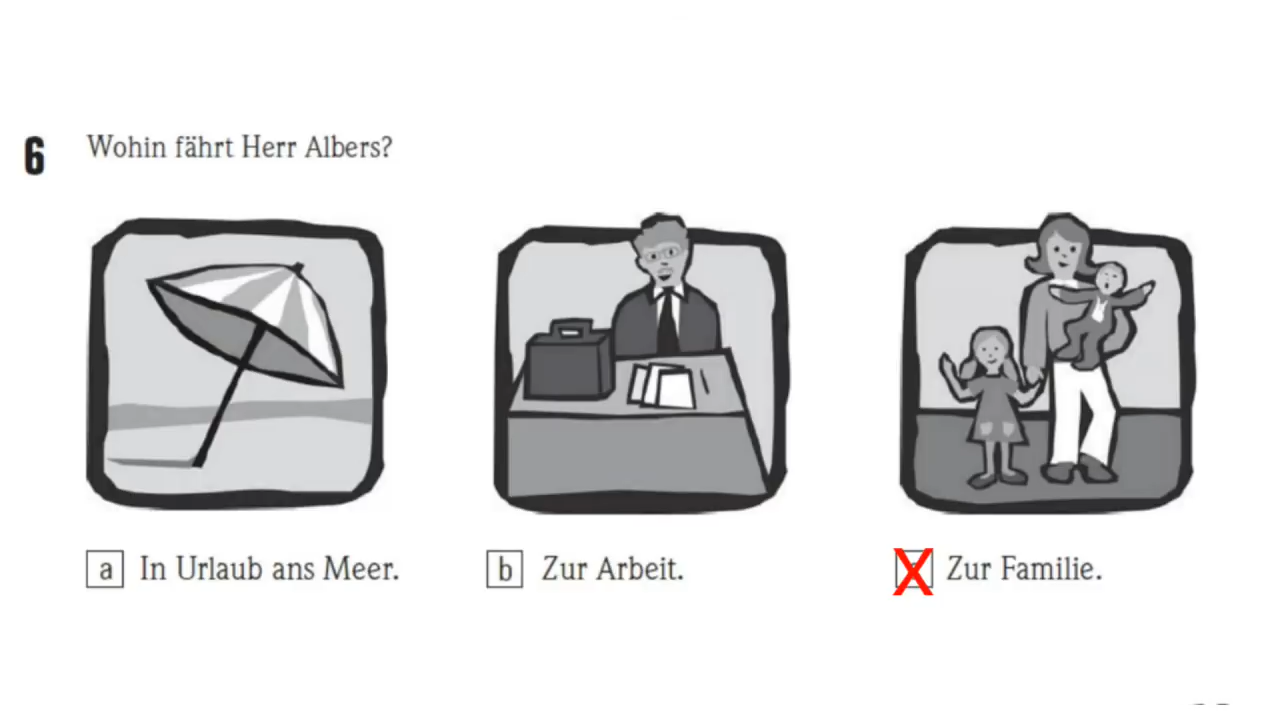 6 Wohin fährt Herr Albers?
a In Urlaub ans Meer.
b Zur Arbeit.
X Zur Familie.